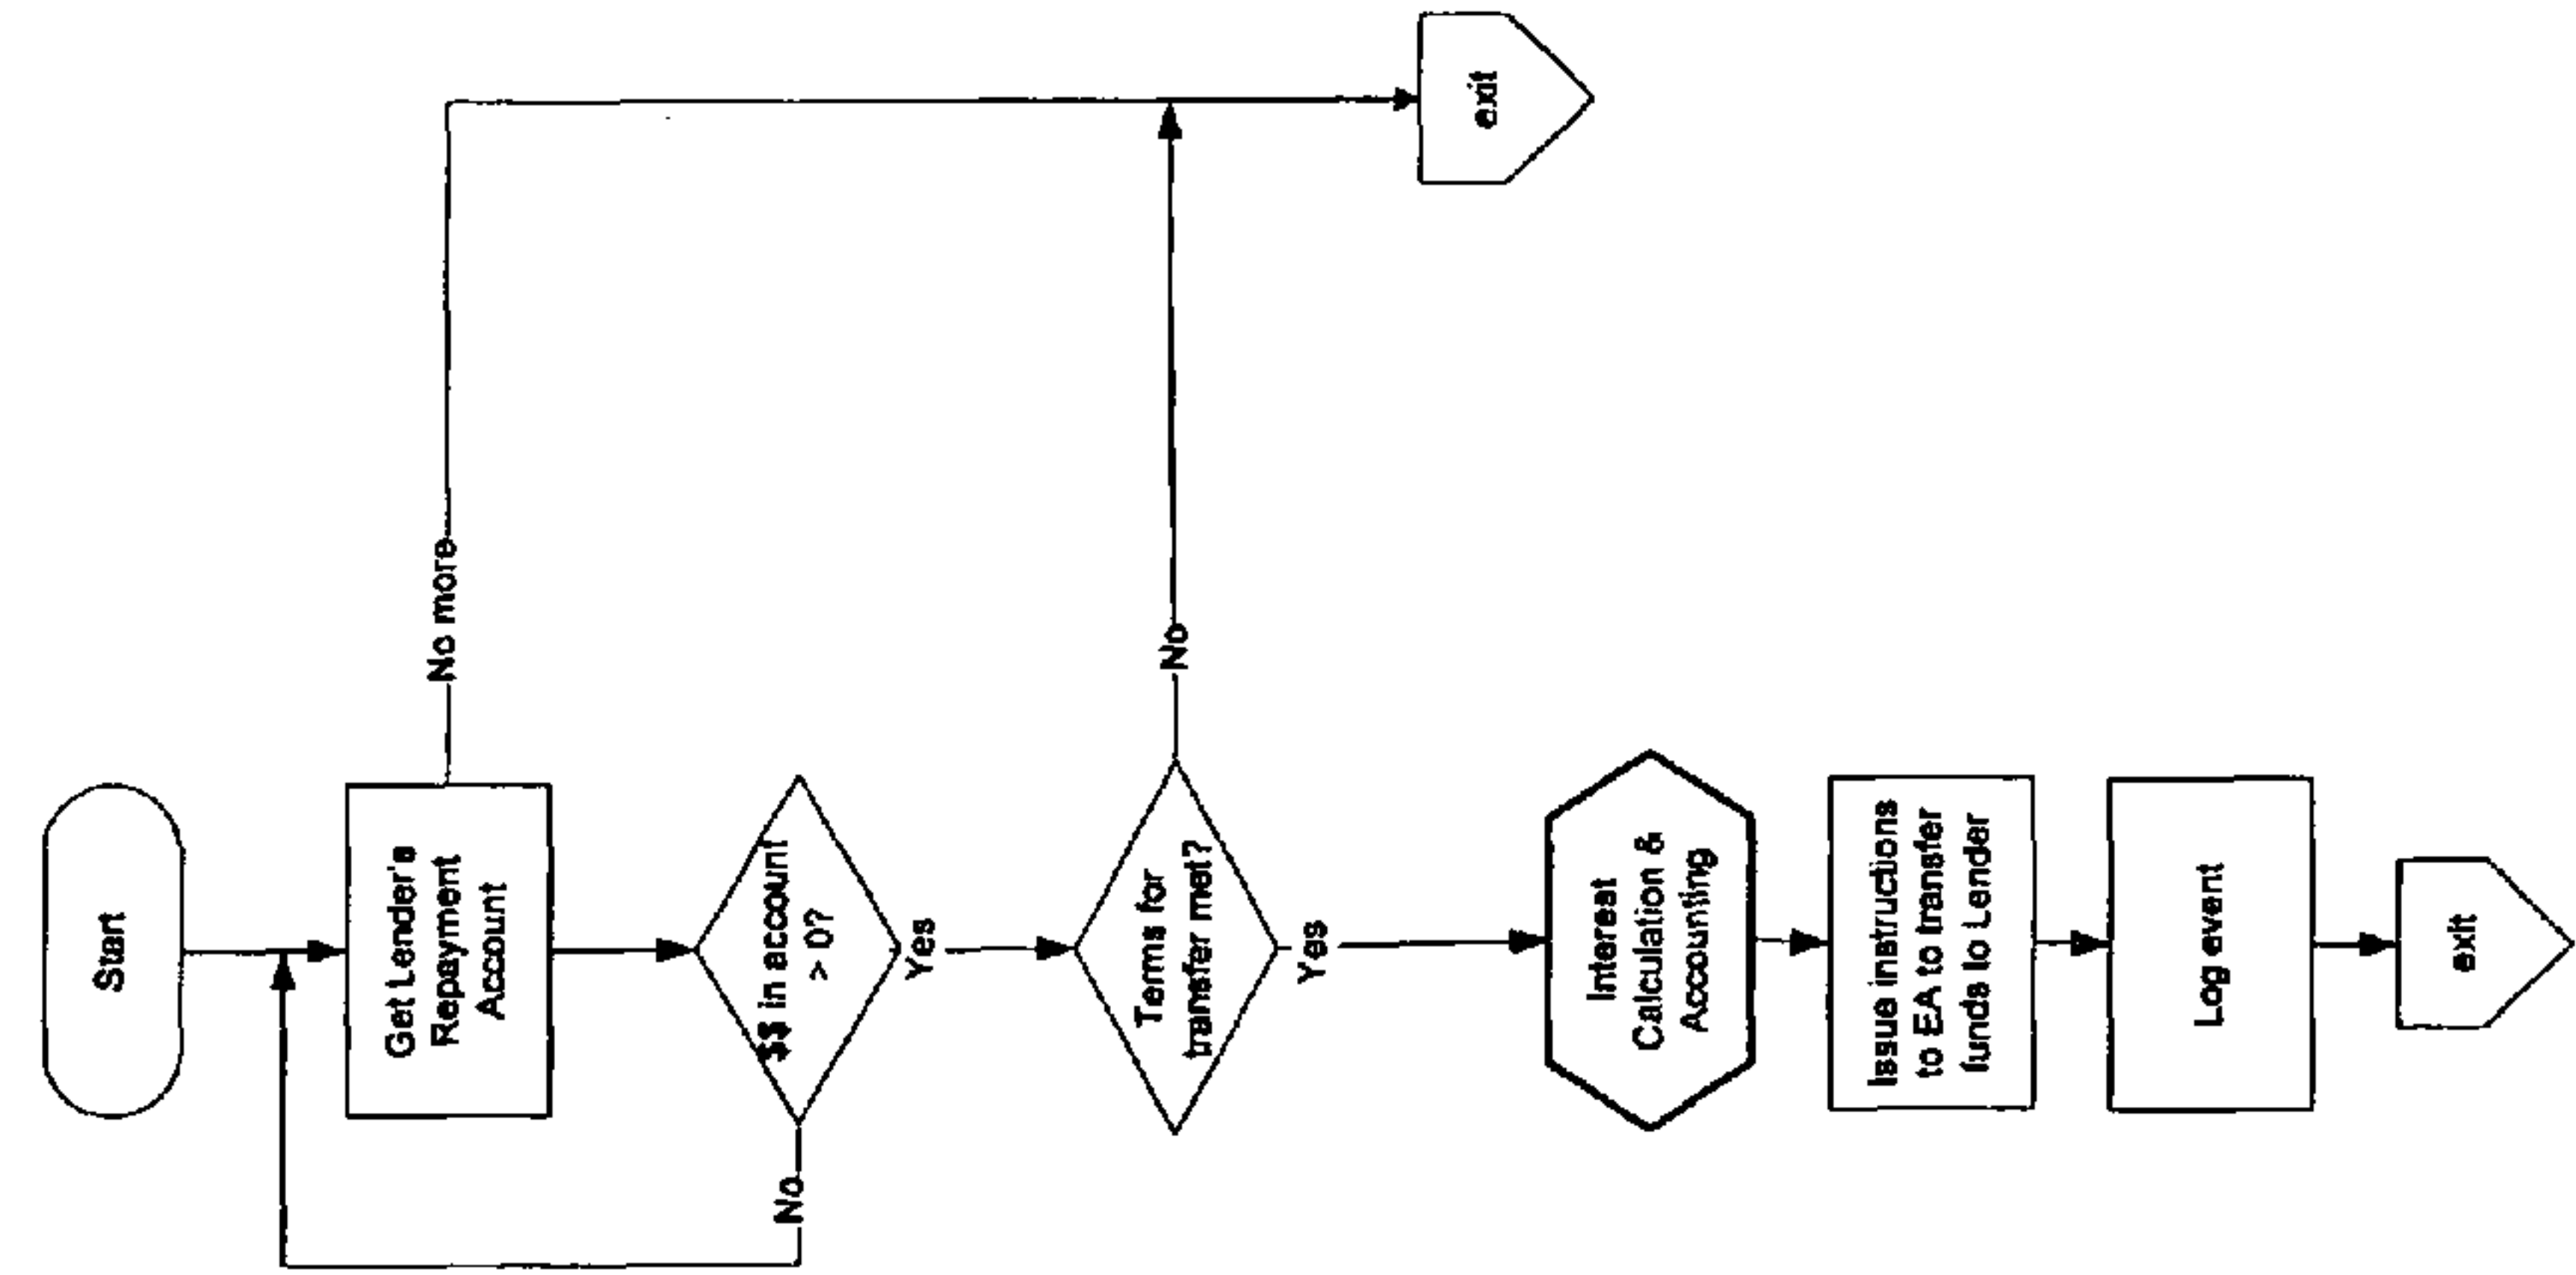 Start
Get Lender's
Repayment
Account
No more
$$ in account
> 0?
No
Yes
Terms for
transfer met?
No
Yes
exit
Interest
Calculation &
Accounting
Issue instructions
to EA to transfer
funds to Lender
Log event
exit